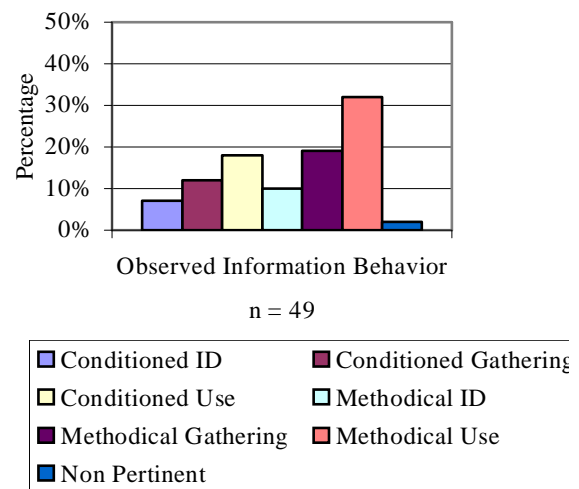 50%
40%
30%
20%
10%
0%
Percentage
Observed Information Behavior
n = 49
Conditioned ID
Conditioned Gathering
Conditioned Use
Methodical ID
Methodical Gathering
Methodical Use
Non Pertinent